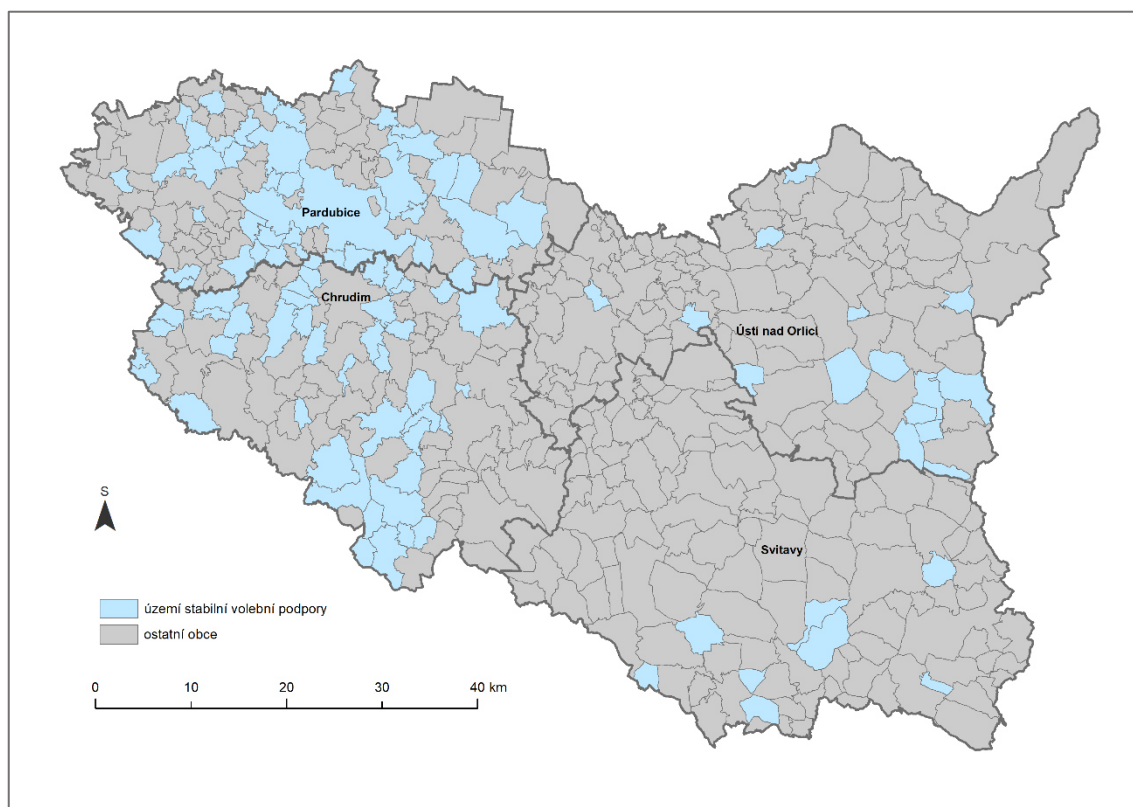 Pardubice
Chrudim
Ústí nad Orlicí
Svitavy
S
území stabilní volební podpory
ostatní obce
0 10 20 30 40 km